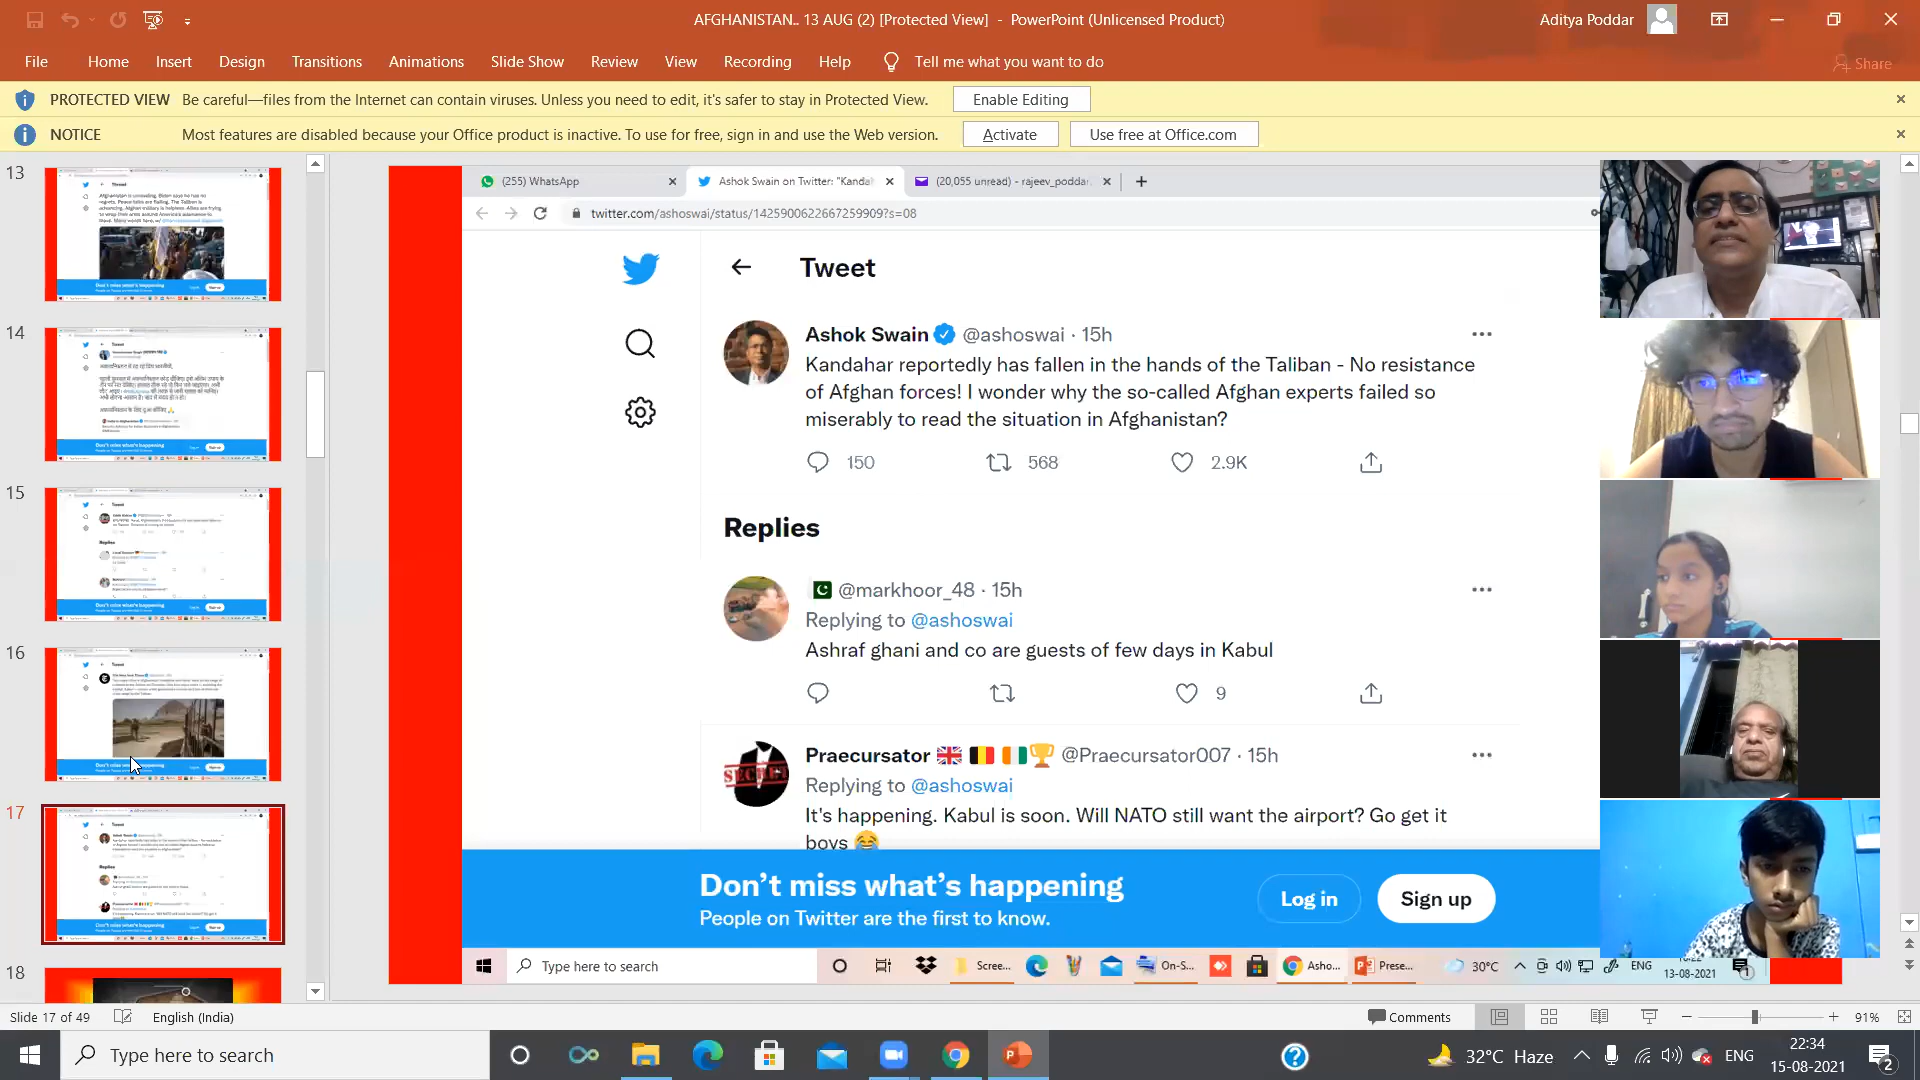 AFGHANISTAN.. 13 AUG (2) [Protected View] - PowerPoint (Unlicensed Product)
Aditya Poddar
File Home Insert Design Transitions Animations Slide Show Review View Recording Help Tell me what you want to do
Share
PROTECTED VIEW Be careful—files from the Internet can contain viruses. Unless you need to edit, it's safer to stay in Protected View. Enable Editing
NOTICE Most features are disabled because your Office product is inactive. To use for free, sign in and use the Web version. Activate Use free at Office.com
13
14
15
16
17
18
(255) WhatsApp
Ashok Swain on Twitter: "Kanda
(20,055 unread) - rajeev_poddar
twitter.com/ashoswai/status/1425900622667259909?s=08
Tweet
Ashok Swain @ashoswai · 15h
Kandahar reportedly has fallen in the hands of the Taliban - No resistance
of Afghan forces! I wonder why the so-called Afghan experts failed so
miserably to read the situation in Afghanistan?
150 568 2.9K
Replies
@markhoor_48 · 15h
Replying to @ashoswai
Ashraf ghani and co are guests of few days in Kabul
9
SECRET
Praecursator 🇬🇧 🇧🇪 🇨🇮🏆 @Praecursator007 · 15h
Replying to @ashoswai
It's happening. Kabul is soon. Will NATO still want the airport? Go get it
boys 😂
Don't miss what's happening
People on Twitter are the first to know.
Log in
Sign up
Type here to search
Scree...
On-S...
Asho...
Prese...
30°C
ENG
13-08-2021
Slide 17 of 49
English (India)
Comments
91%
Type here to search
32°C Haze
ENG
22:34
15-08-2021
2